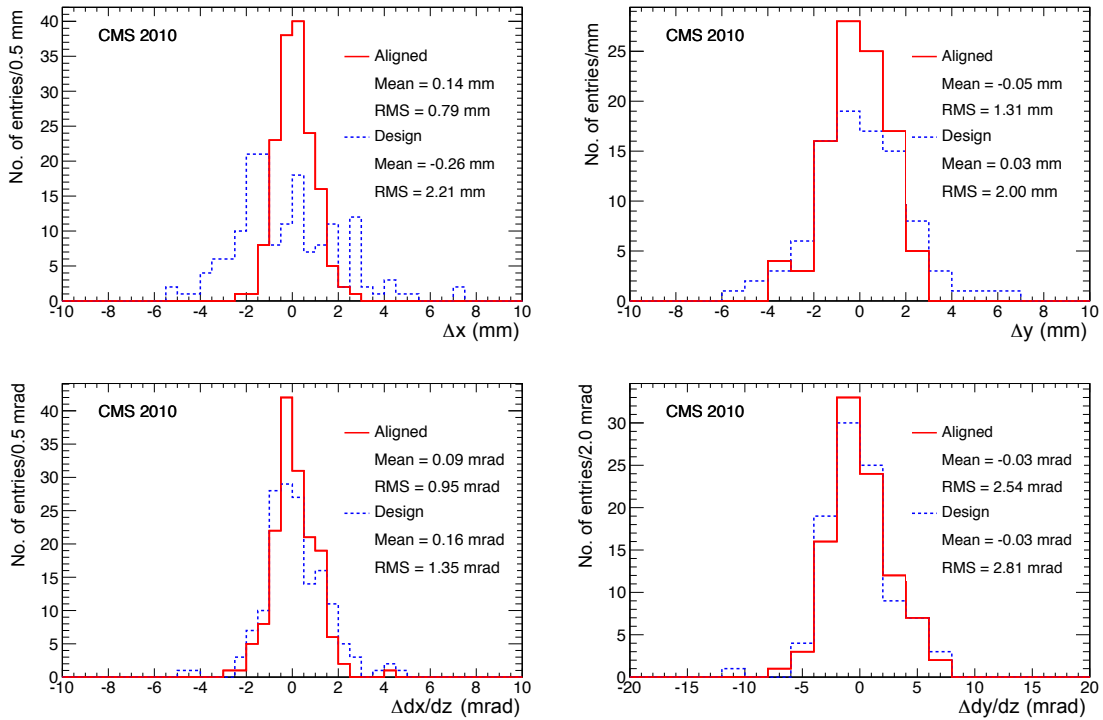 No. of entries/0.5 mm
40
35
30
25
20
15
10
5
0
CMS 2010
Aligned
Mean = 0.14 mm
RMS = 0.79 mm
Design
Mean = -0.26 mm
RMS = 2.21 mm
-10 -8 -6 -4 -2 0 2 4 6 8 10
Δx (mm)
No. of entries/mm
25
20
15
10
5
0
CMS 2010
Aligned
Mean = -0.05 mm
RMS = 1.31 mm
Design
Mean = 0.03 mm
RMS = 2.00 mm
-10 -8 -6 -4 -2 0 2 4 6 8 10
Δy (mm)
No. of entries/0.5 mrad
40
35
30
25
20
15
10
5
0
CMS 2010
Aligned
Mean = 0.09 mrad
RMS = 0.95 mrad
Design
Mean = 0.16 mrad
RMS = 1.35 mrad
-10 -8 -6 -4 -2 0 2 4 6 8 10
Δdx/dz (mrad)
No. of entries/2.0 mrad
30
25
20
15
10
5
0
CMS 2010
Aligned
Mean = -0.03 mrad
RMS = 2.54 mrad
Design
Mean = -0.03 mrad
RMS = 2.81 mrad
-20 -15 -10 -5 0 5 10 15 20
Δdy/dz (mrad)